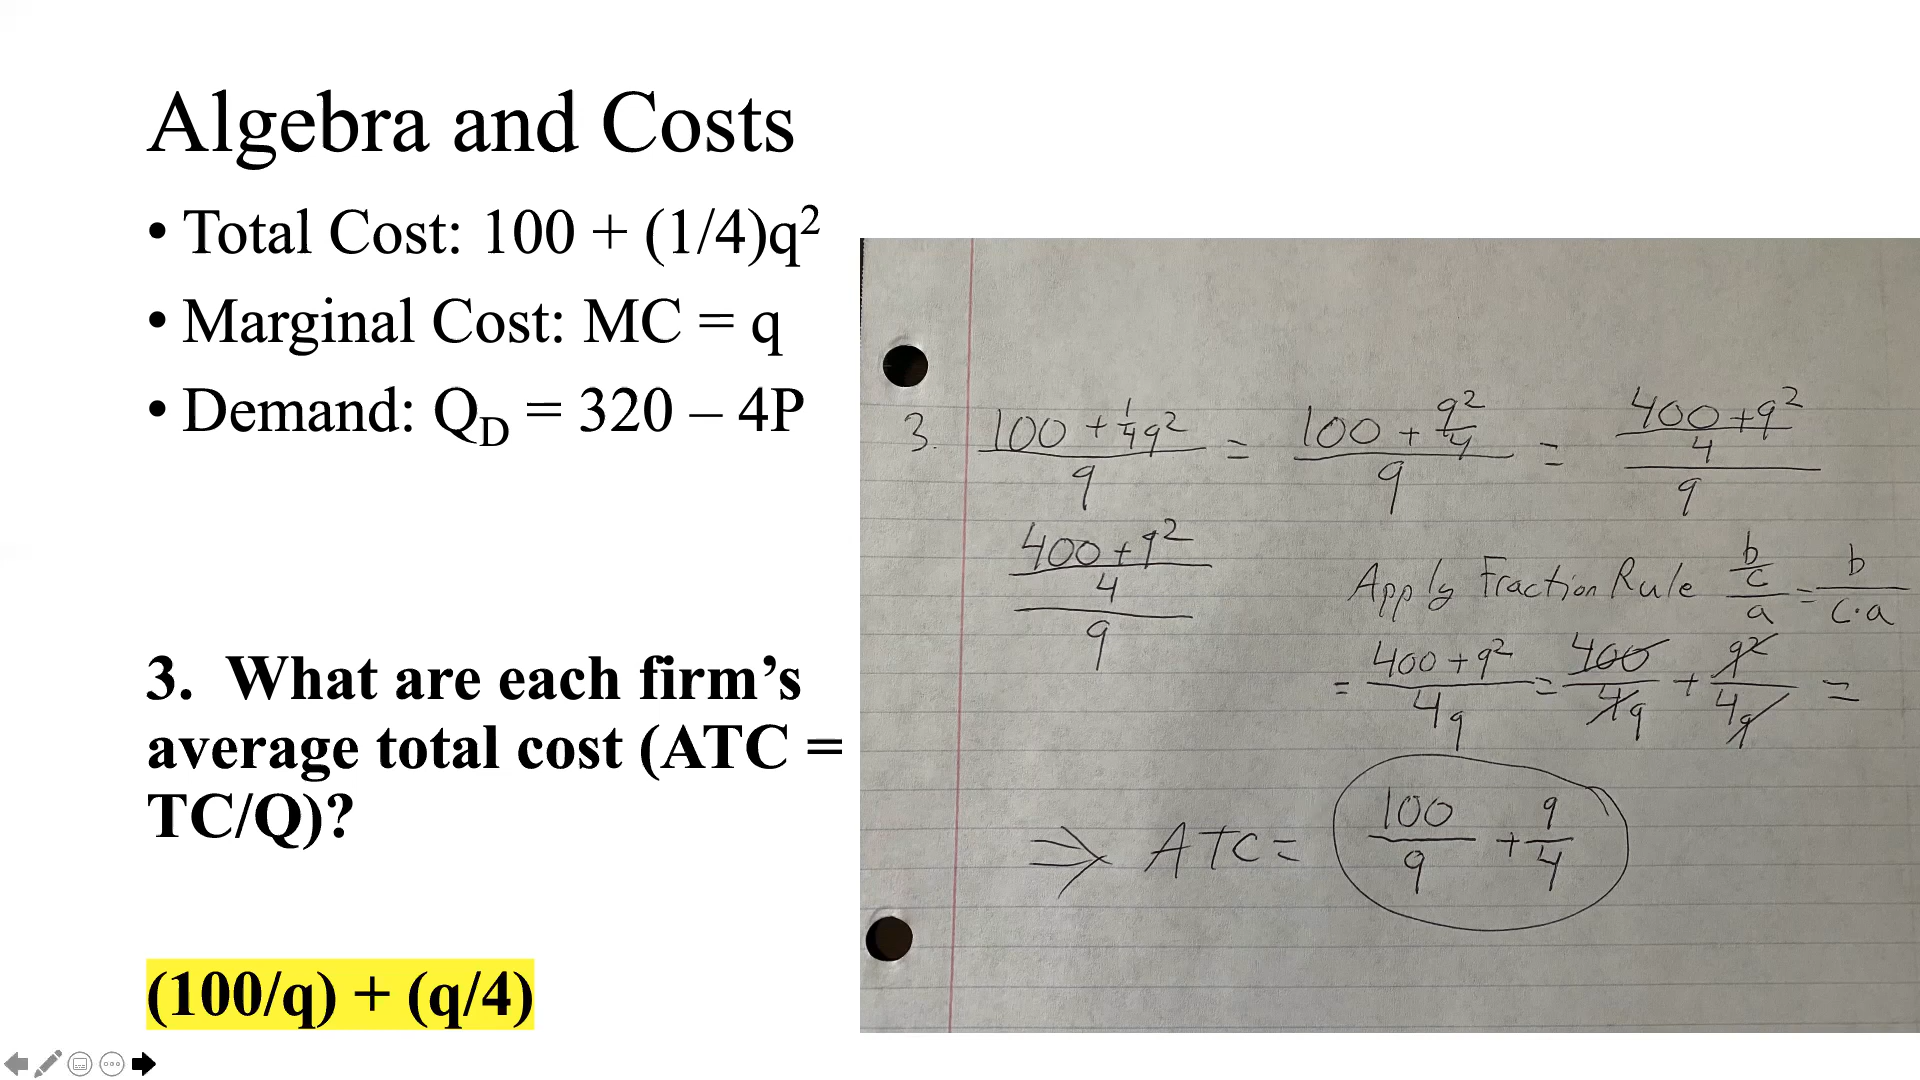 Algebra and Costs
• Total Cost: 100 + (1/4)q²
• Marginal Cost: MC = q
• Demand: Q_D = 320 – 4P
3. What are each firm’s
average total cost (ATC =
TC/Q)?
(100/q) + (q/4)
3. (100 + 1/4 q²)/q = (100 + q²/4)/q = ((400 + q²)/4)/q
((400 + q²)/4)/q
Apply Fraction Rule (b/c)/a = b/(c·a)
= (400 + q²)/(4q) = 400/(4q) + q²/(4q) =
⇒ ATC = 100/q + q/4